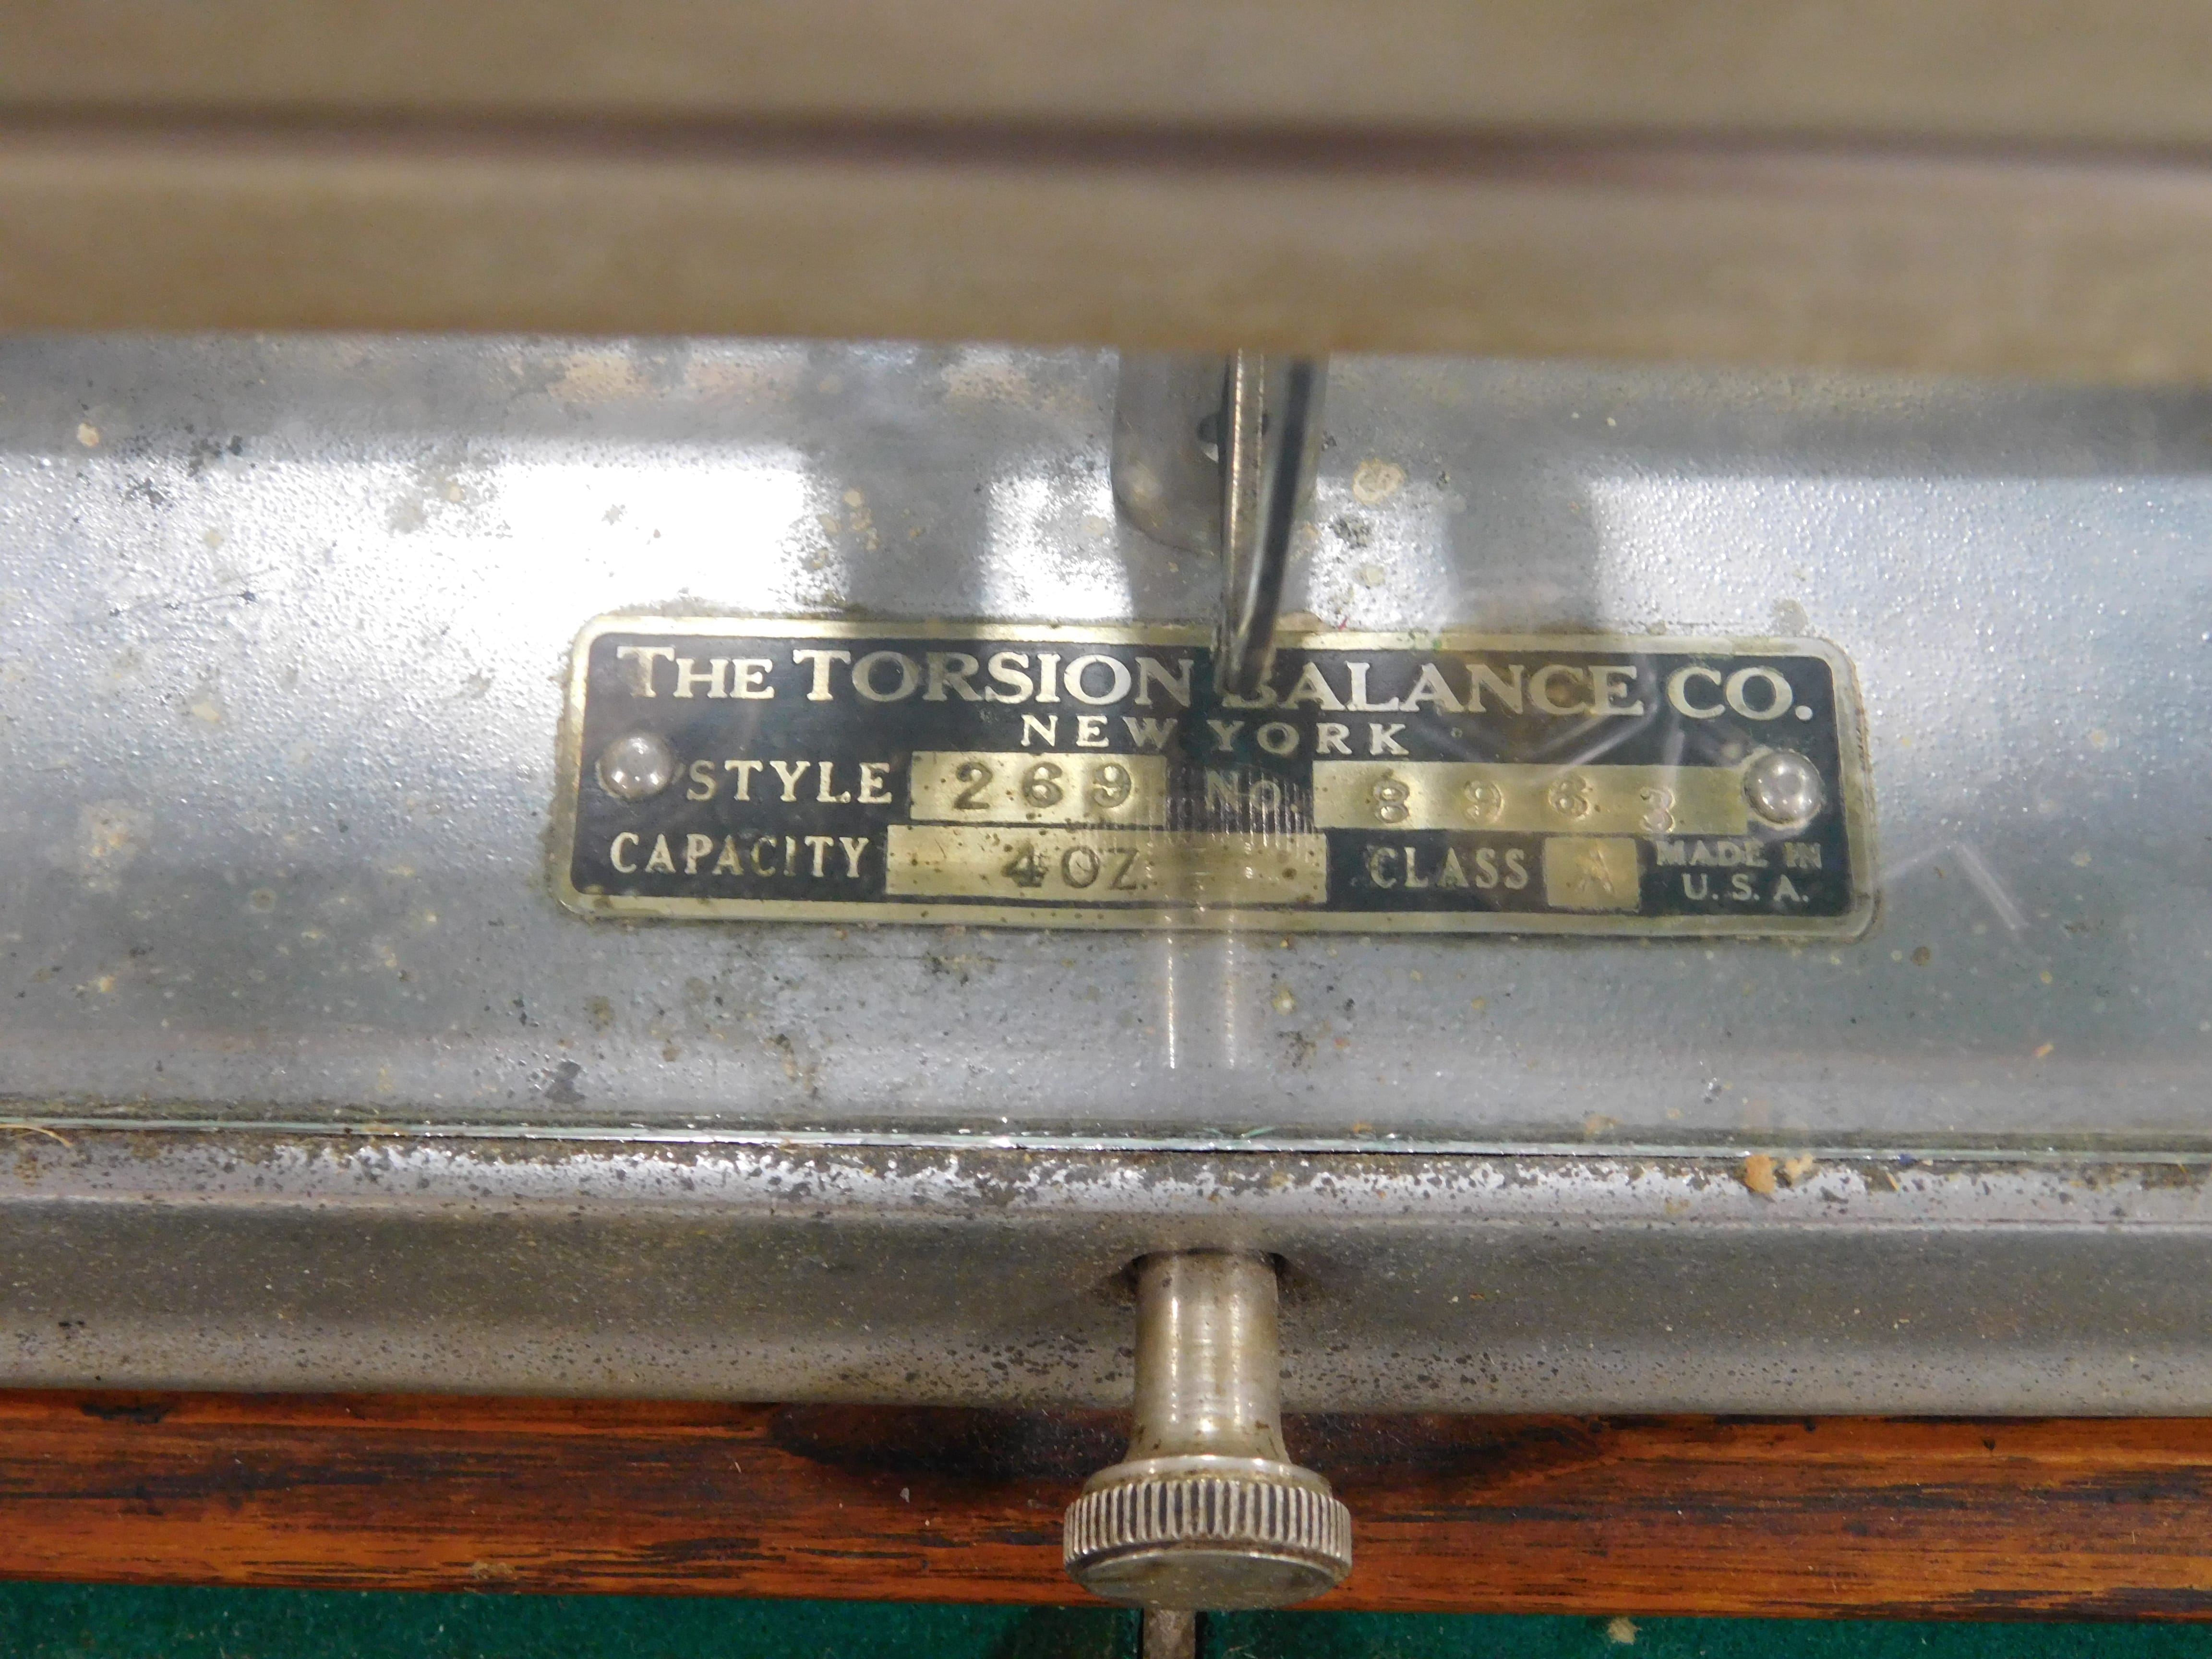 THE TORSION BALANCE CO.
NEW YORK
STYLE 269 No. 8963
CAPACITY 4OZ CLASS A MADE IN
U.S.A.